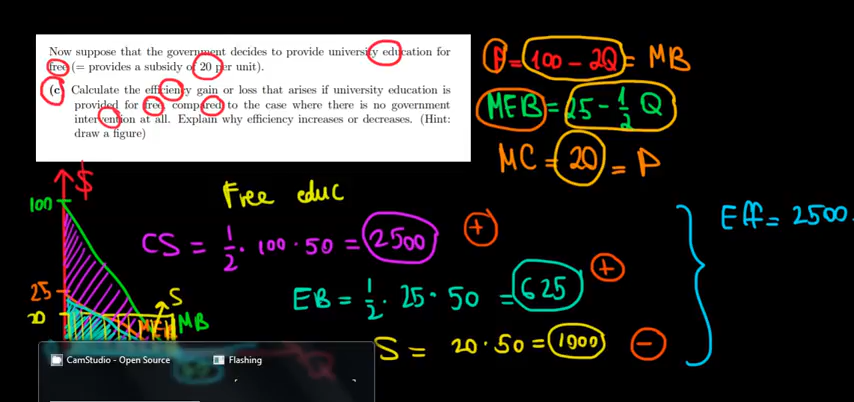 Now suppose that the government decides to provide university education for
free (= provides a subsidy of 20 per unit).
(c) Calculate the efficiency gain or loss that arises if university education is
provided for free, compared to the case where there is no government
intervention at all. Explain why efficiency increases or decreases. (Hint:
draw a figure)
P = 100 - 2Q = MB
MEB = 25 - 1/2 Q
MC = 20 = P
$
100
25
20
S
MEB
MB
Q
Free educ
CS = 1/2 · 100 · 50 = 2500 +
EB = 1/2 · 25 · 50 = 625 +
S = 20 · 50 = 1000 -
Eff = 2500
CamStudio - Open Source
Flashing